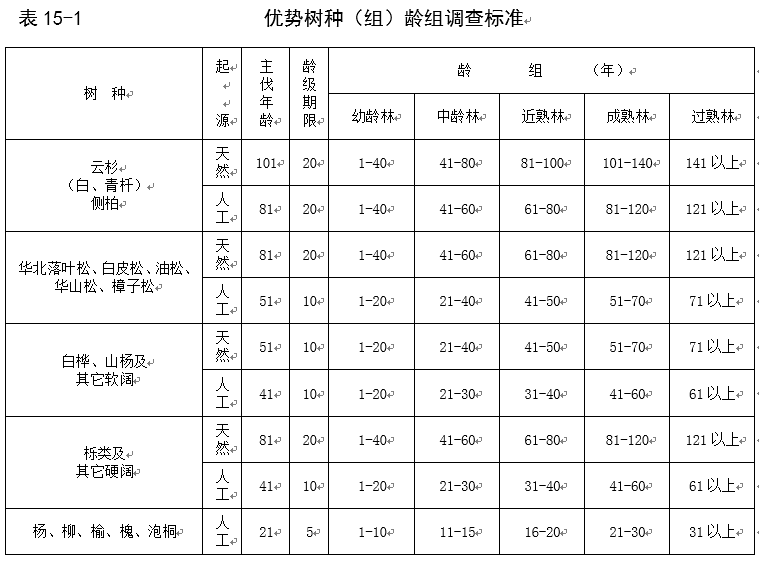 表 15-1 优势树种（组）龄组调查标准
树 种 起源 主伐年龄 龄级期限 龄 组 （年）
幼龄林 中龄林 近熟林 成熟林 过熟林
云杉
（白、青杄）
侧柏
天然 101 20 1-40 41-80 81-100 101-140 141 以上
人工 81 20 1-40 41-60 61-80 81-120 121 以上
华北落叶松、白皮松、油松、
华山松、樟子松
天然 81 20 1-40 41-60 61-80 81-120 121 以上
人工 51 10 1-20 21-40 41-50 51-70 71 以上
白桦、山杨及
其它软阔
天然 51 10 1-20 21-40 41-50 51-70 71 以上
人工 41 10 1-20 21-30 31-40 41-60 61 以上
栎类及
其它硬阔
天然 81 20 1-40 41-60 61-80 81-120 121 以上
人工 41 10 1-20 21-30 31-40 41-60 61 以上
杨、柳、榆、槐、泡桐 人工 21 5 1-10 11-15 16-20 21-30 31 以上